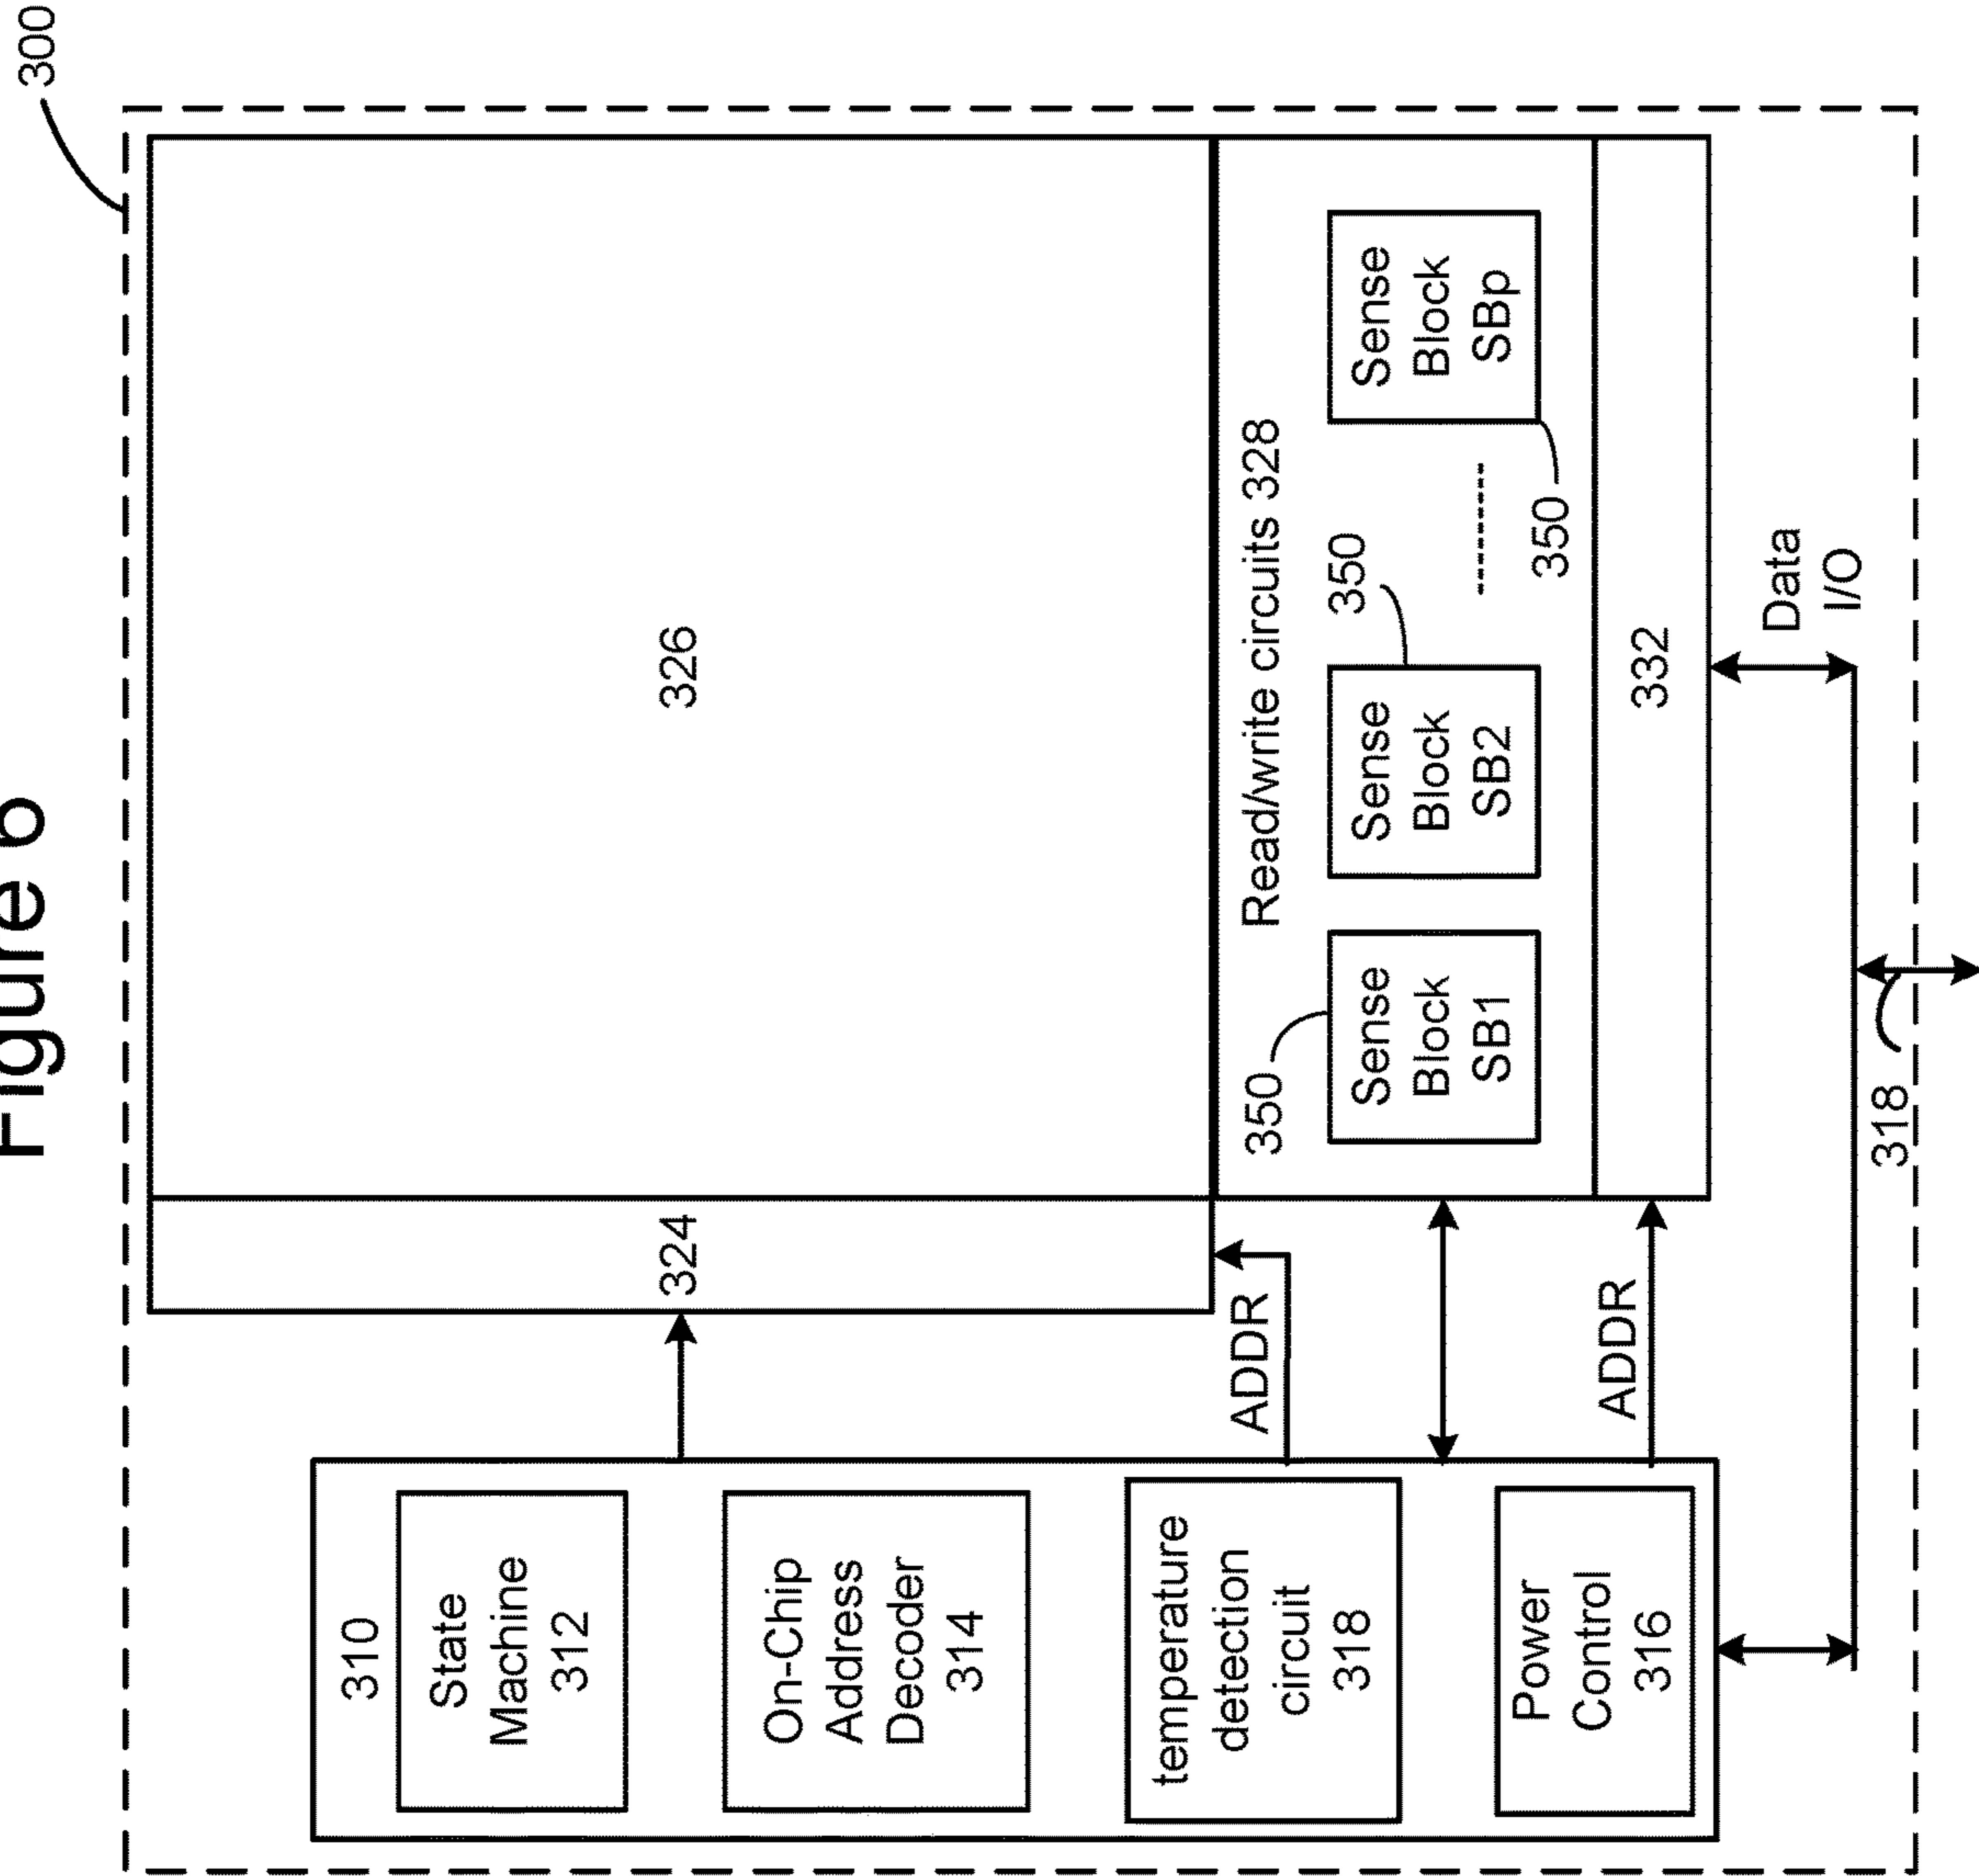 Figure 6
300
310
State
Machine
312
On-Chip
Address
Decoder
314
temperature
detection
circuit
318
Power
Control
316
324
326
ADDR
ADDR
Read/write circuits 328
350
350
350
Sense
Block
SB1
Sense
Block
SB2
Sense
Block
SBp
332
Data
I/O
318